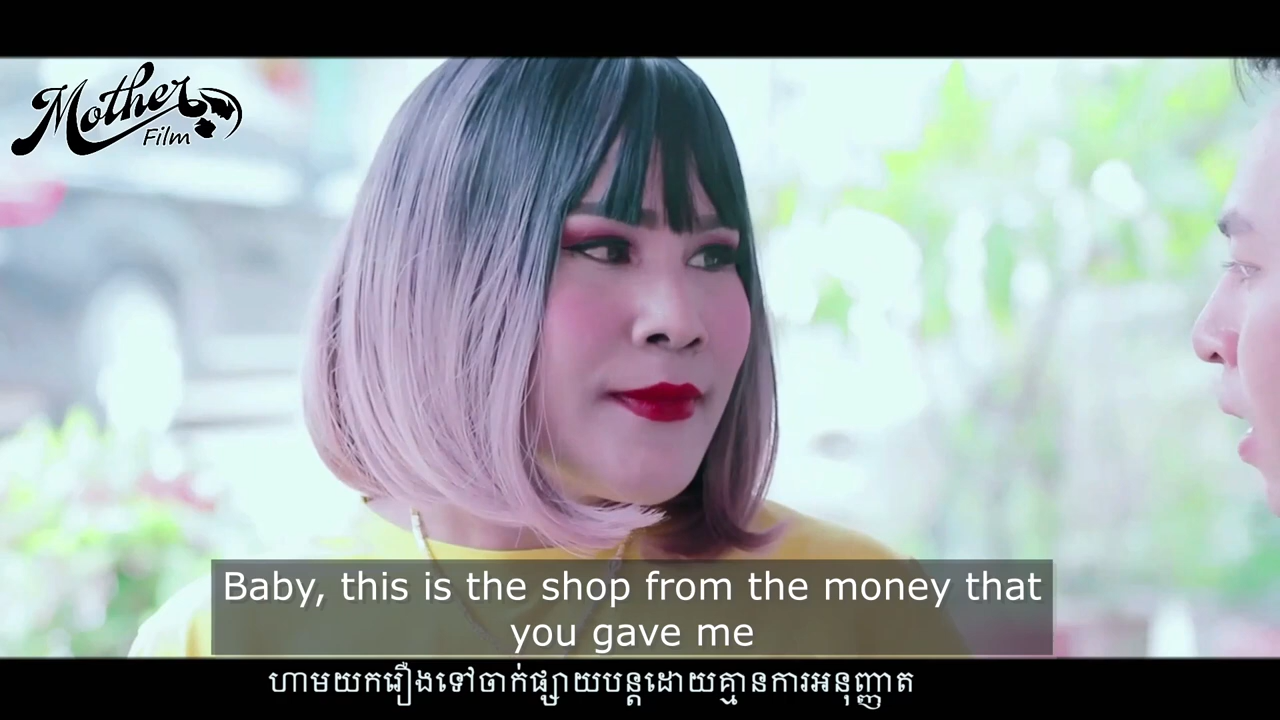 Mother
Film
Baby, this is the shop from the money that
you gave me
ហាមយករឿងទៅចាក់ផ្សាយបន្តដោយគ្មានការអនុញ្ញាត